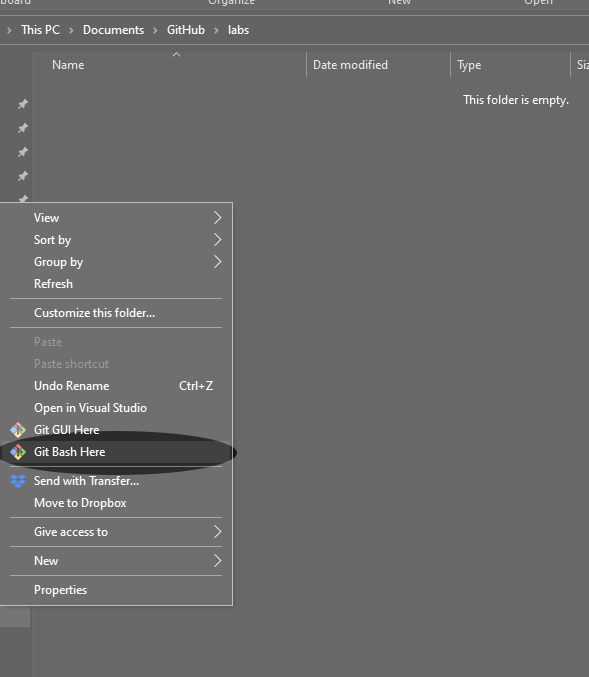 Organize
New
Open
This PC > Documents > GitHub > labs
Name Date modified Type
This folder is empty.
View
Sort by
Group by
Refresh
Customize this folder...
Paste
Paste shortcut
Undo Rename Ctrl+Z
Open in Visual Studio
Git GUI Here
Git Bash Here
Send with Transfer...
Move to Dropbox
Give access to
New
Properties